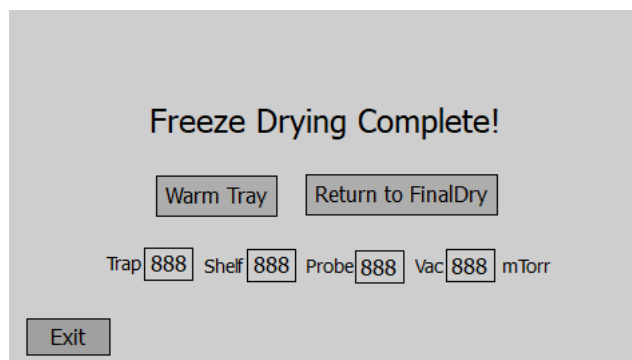 Freeze Drying Complete!
Warm Tray Return to FinalDry
Trap 888 Shelf 888 Probe 888 Vac 888 mTorr
Exit